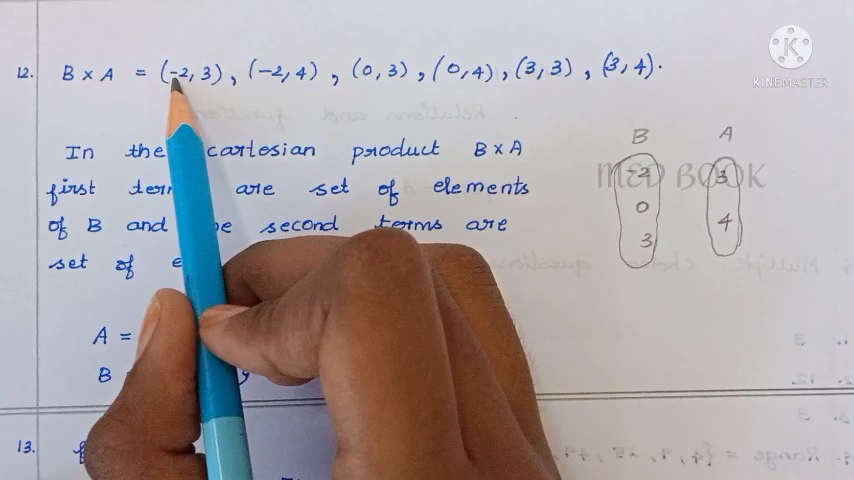 12. B × A = (-2, 3), (-2, 4), (0, 3), (0, 4), (3, 3), (3, 4).
KINEMASTER
In the cartesian product B×A
first are set of elements
of B and second terms are
set of
B A
-2 3
0
4
3
MED BOOK
A =
B
13.